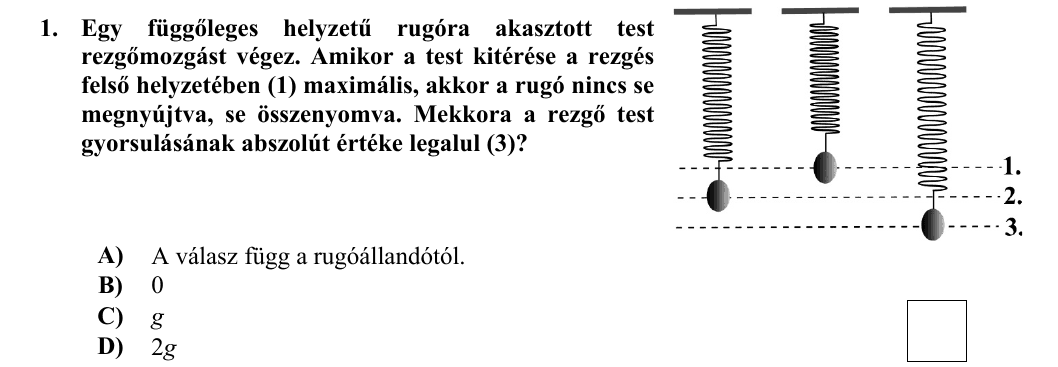 1. Egy függőleges helyzetű rugóra akasztott test
rezgőmozgást végez. Amikor a test kitérése a rezgés
felső helyzetében (1) maximális, akkor a rugó nincs se
megnyújtva, se összenyomva. Mekkora a rezgő test
gyorsulásának abszolút értéke legalul (3)?
1.
2.
3.
A) A válasz függ a rugóállandótól.
B) 0
C) g
D) 2g